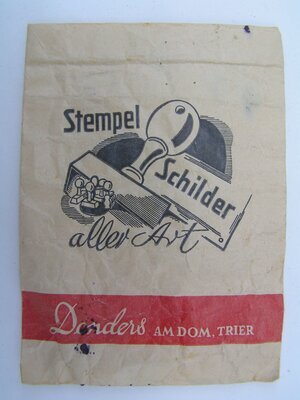 Stempel
Schilder
aller Art
Donders AM DOM, TRIER